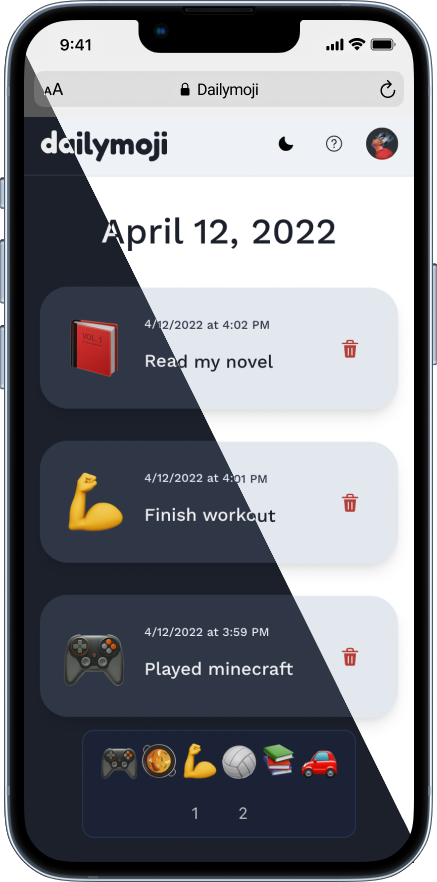 9:41
AA
Dailymoji
dailymoji
?
April 12, 2022
VOL. 1
4/12/2022 at 4:02 PM
Read my novel
4/12/2022 at 4:01 PM
Finish workout
4/12/2022 at 3:59 PM
Played minecraft
1 2